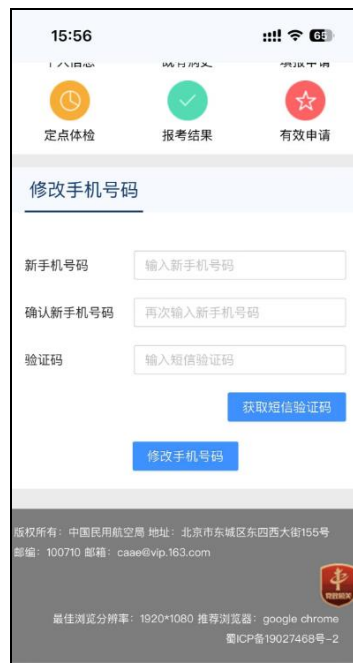 15:56
65
定点体检
报考结果
有效申请
修改手机号码
新手机号码
输入新手机号码
确认新手机号码
再次输入新手机号码
验证码
输入短信验证码
获取短信验证码
修改手机号码
版权所有：中国民用航空局 地址：北京市东城区东四西大街155号
邮编：100710 邮箱：caae@vip.163.com
党政机关
最佳浏览分辨率：1920*1080 推荐浏览器：google chrome
蜀ICP备19027468号-2